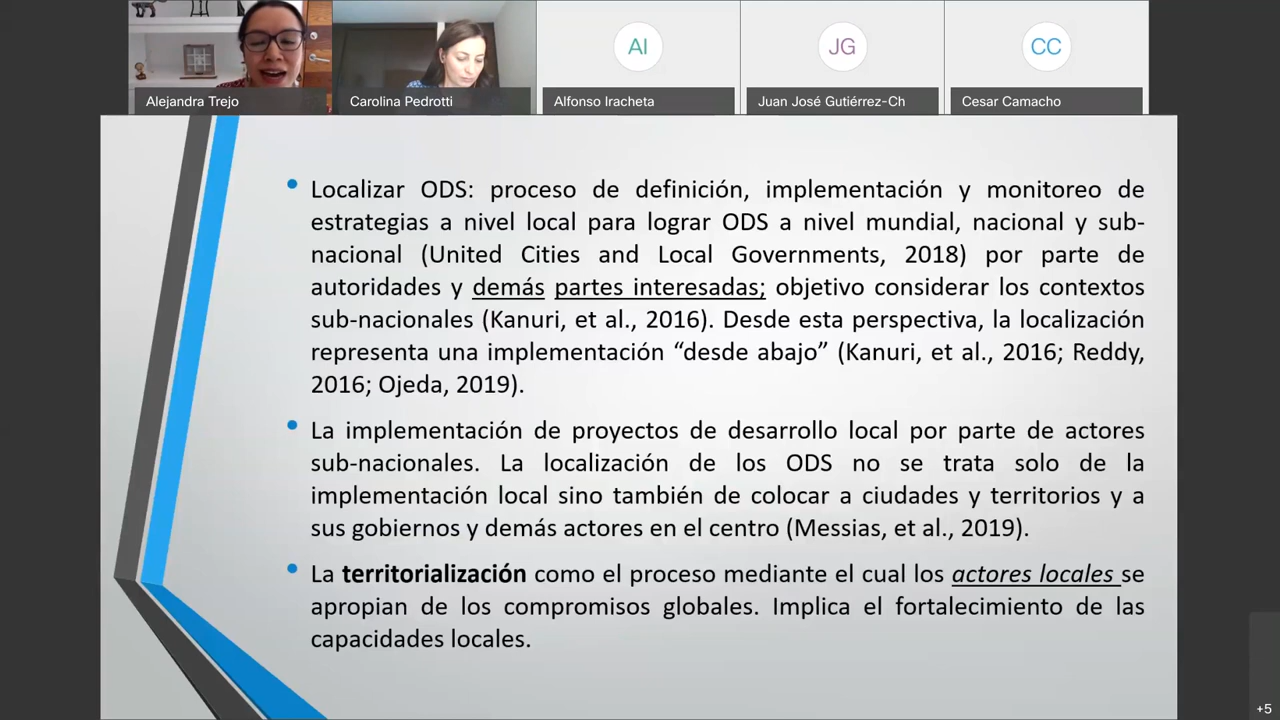 AI
JG
CC
Alejandra Trejo
Carolina Pedrotti
Alfonso Iracheta
Juan José Gutiérrez-Ch
Cesar Camacho
• Localizar ODS: proceso de definición, implementación y monitoreo de
estrategias a nivel local para lograr ODS a nivel mundial, nacional y sub-
nacional (United Cities and Local Governments, 2018) por parte de
autoridades y demás partes interesadas; objetivo considerar los contextos
sub-nacionales (Kanuri, et al., 2016). Desde esta perspectiva, la localización
representa una implementación “desde abajo” (Kanuri, et al., 2016; Reddy,
2016; Ojeda, 2019).
• La implementación de proyectos de desarrollo local por parte de actores
sub-nacionales. La localización de los ODS no se trata solo de la
implementación local sino también de colocar a ciudades y territorios y a
sus gobiernos y demás actores en el centro (Messias, et al., 2019).
• La territorialización como el proceso mediante el cual los actores locales se
apropian de los compromisos globales. Implica el fortalecimiento de las
capacidades locales.
+5